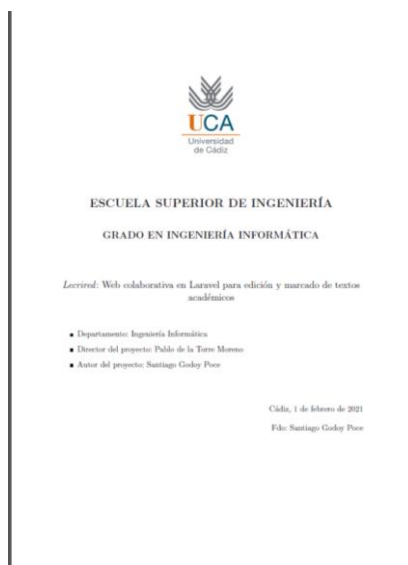 UCA
Universidad
de Cádiz
ESCUELA SUPERIOR DE INGENIERÍA
GRADO EN INGENIERÍA INFORMÁTICA
Lecrired: Web colaborativa en Laravel para edición y marcado de textos
académicos
▪ Departamento: Ingeniería Informática
▪ Director del proyecto: Pablo de la Torre Moreno
▪ Autor del proyecto: Santiago Godoy Poce
Cádiz, 1 de febrero de 2021
Fdo: Santiago Godoy Poce